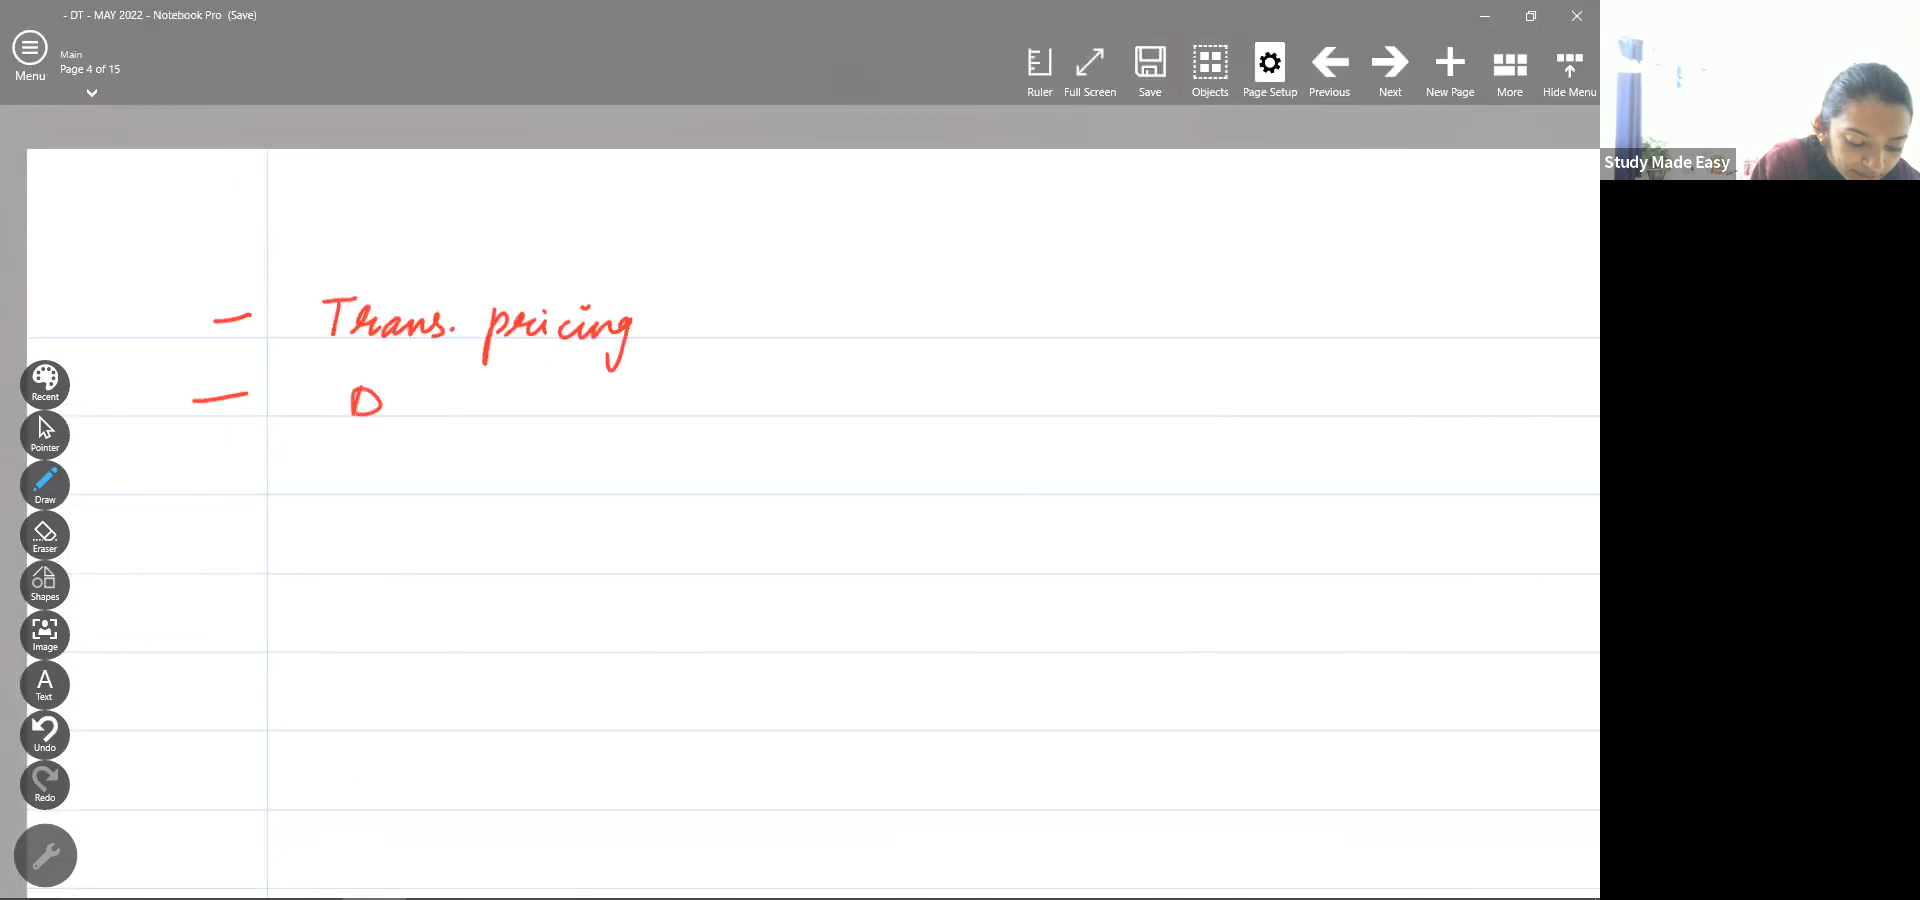 - DT - MAY 2022 - Notebook Pro (Save)
Menu
Main
Page 4 of 15
Ruler
Full Screen
Save
Objects
Page Setup
Previous
Next
New Page
More
Hide Menu
Study Made Easy
- Trans. pricing
- D
Recent
Pointer
Draw
Eraser
Shapes
Image
A
Text
Undo
Redo